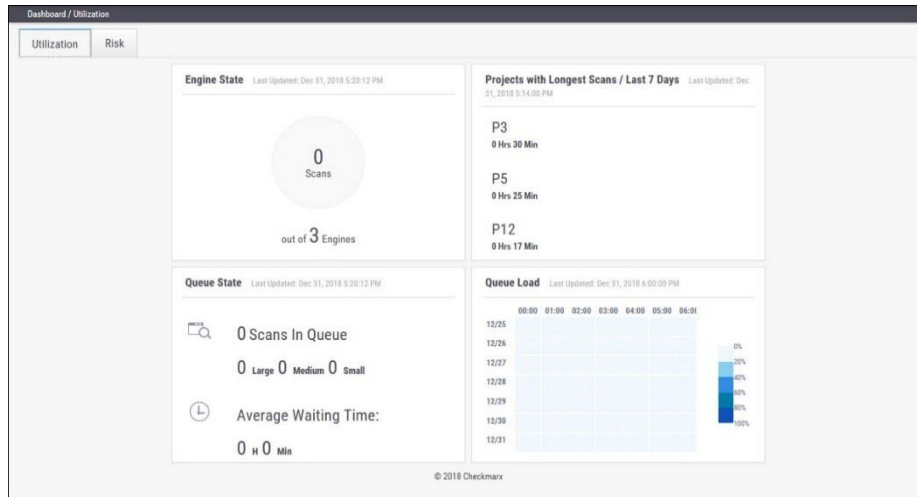 Dashboard / Utilization
Utilization
Risk
Engine State Last Updated: Dec 31, 2018 5:20:12 PM
0
Scans
out of 3 Engines
Projects with Longest Scans / Last 7 Days Last Updated: Dec
31, 2018 5:14:00 PM
P3
0 Hrs 30 Min
P5
0 Hrs 25 Min
P12
0 Hrs 17 Min
Queue State Last Updated: Dec 31, 2018 5:20:12 PM
0 Scans In Queue
0 Large 0 Medium 0 Small
Average Waiting Time:
0 H 0 Min
Queue Load Last Updated: Dec 31, 2018 6:00:00 PM
00:00 01:00 02:00 03:00 04:00 05:00 06:0
12/25
12/26
12/27
12/28
12/29
12/30
12/31
0%
20%
40%
60%
80%
100%
© 2018 Checkmarx